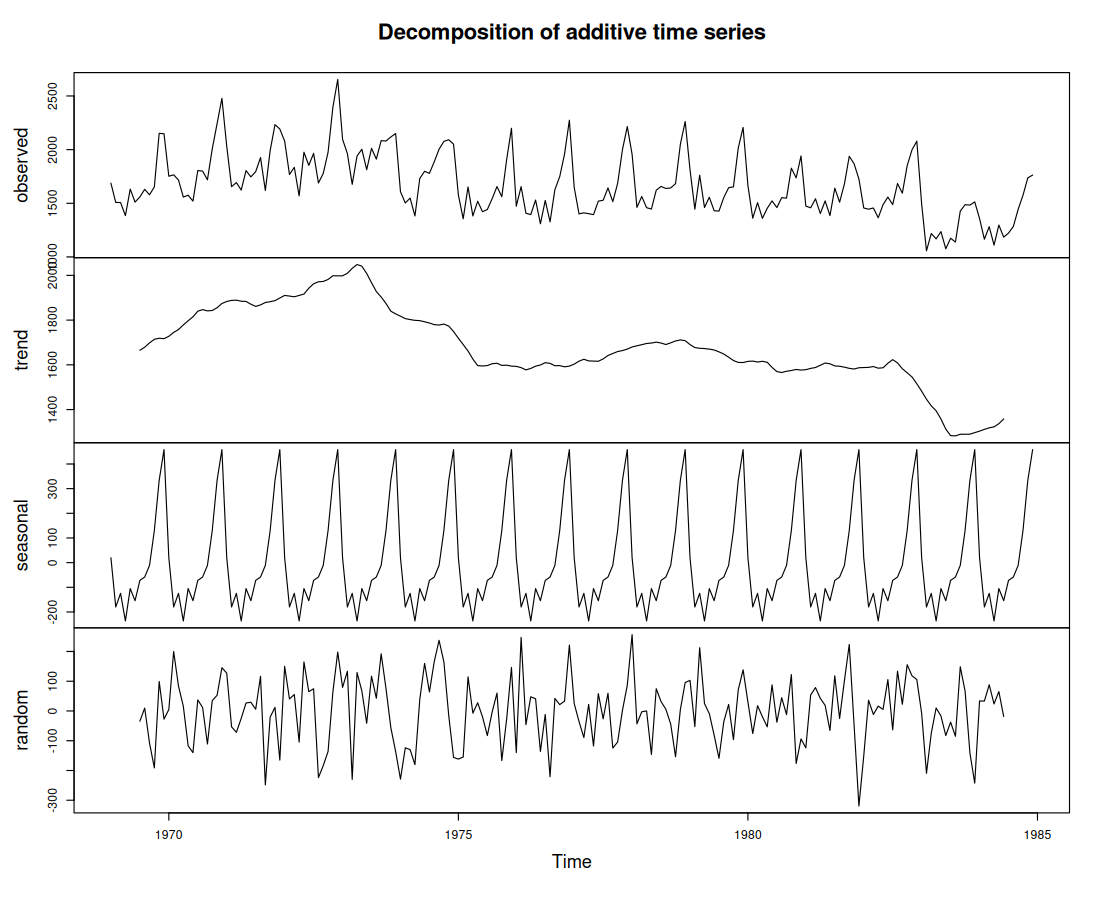 Decomposition of additive time series
observed
1000 1500 2000 2500
trend
1400 1600 1800 2000
seasonal
-200 0 100 300
random
-300 -100 0 100
1970 1975 1980 1985
Time